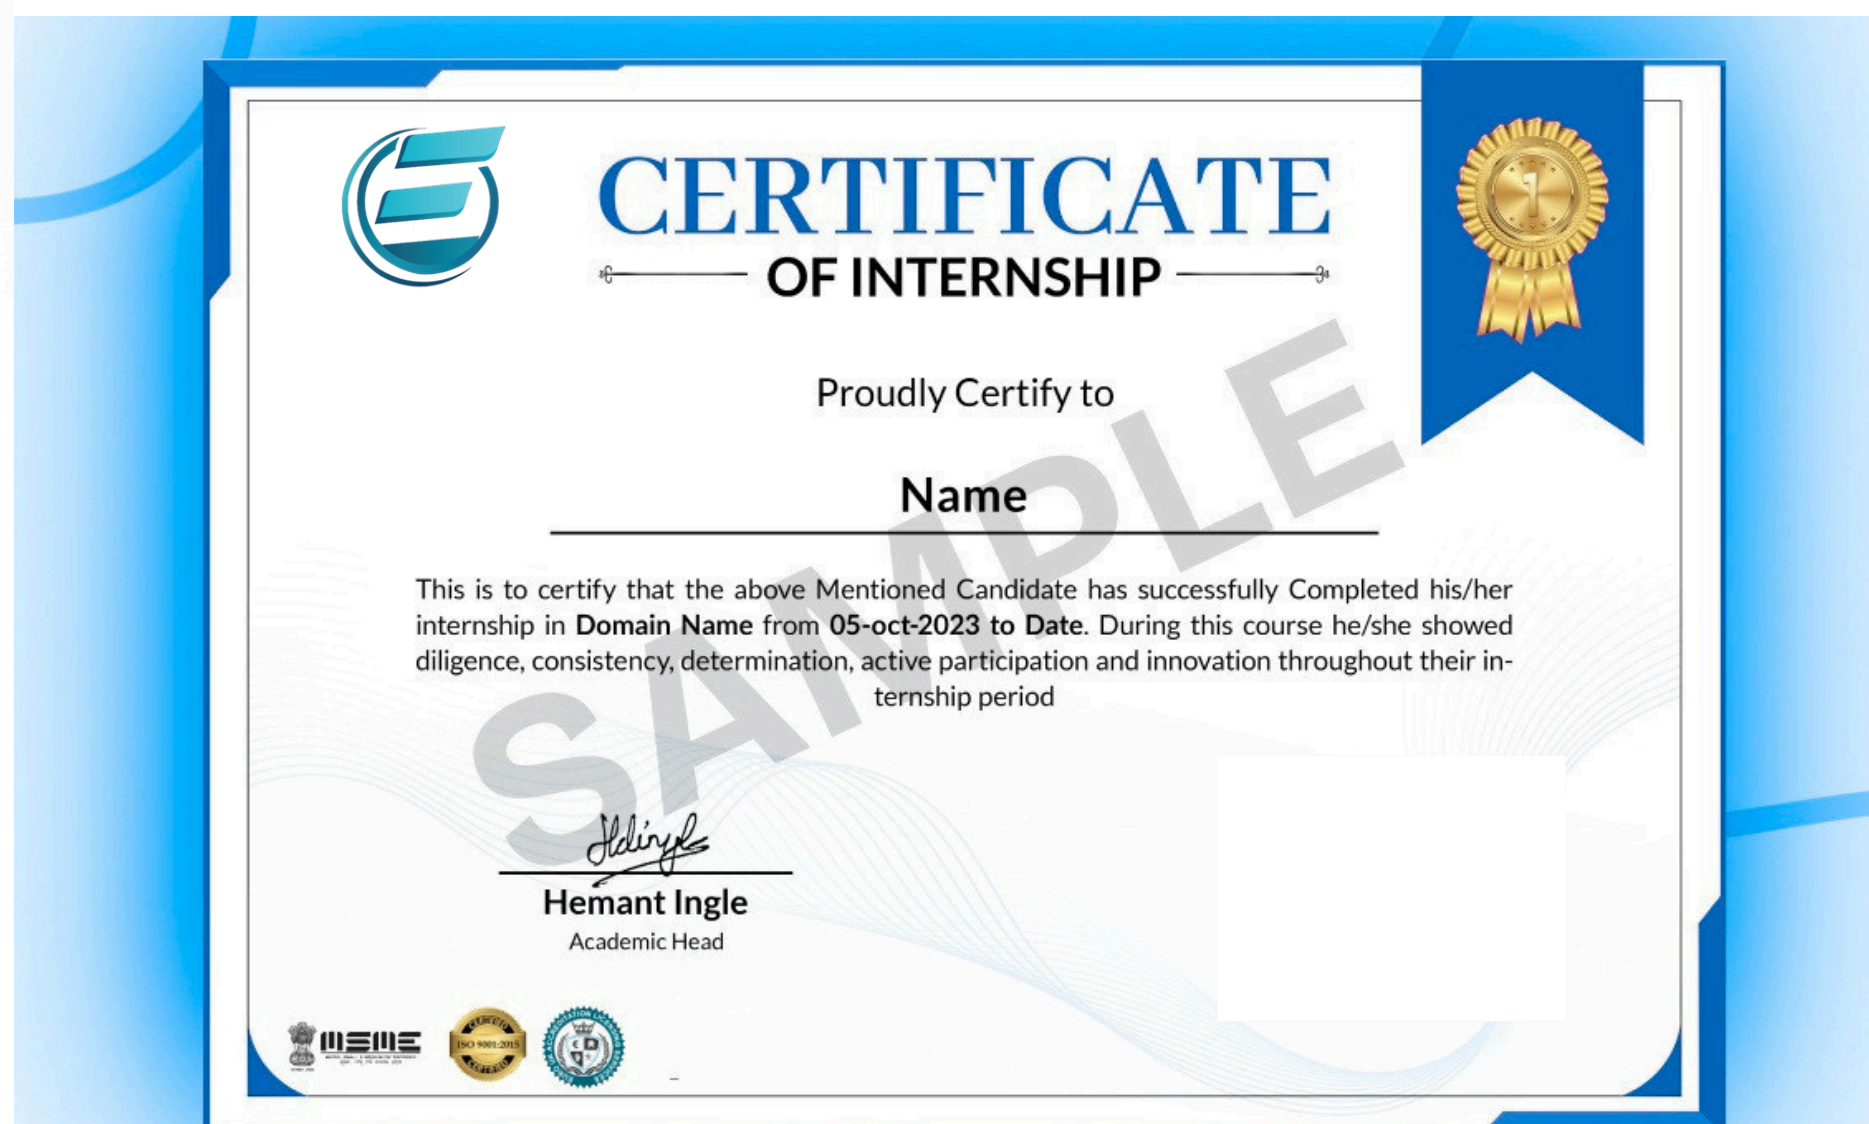 CERTIFICATE
OF INTERNSHIP
1
Proudly Certify to
Name
SAMPLE
This is to certify that the above Mentioned Candidate has successfully Completed his/her
internship in Domain Name from 05-oct-2023 to Date. During this course he/she showed
diligence, consistency, determination, active participation and innovation throughout their in-
ternship period
Hemant Ingle
Academic Head
MSME
CERTIFIED
ISO 9001:2015
CERTIFIED